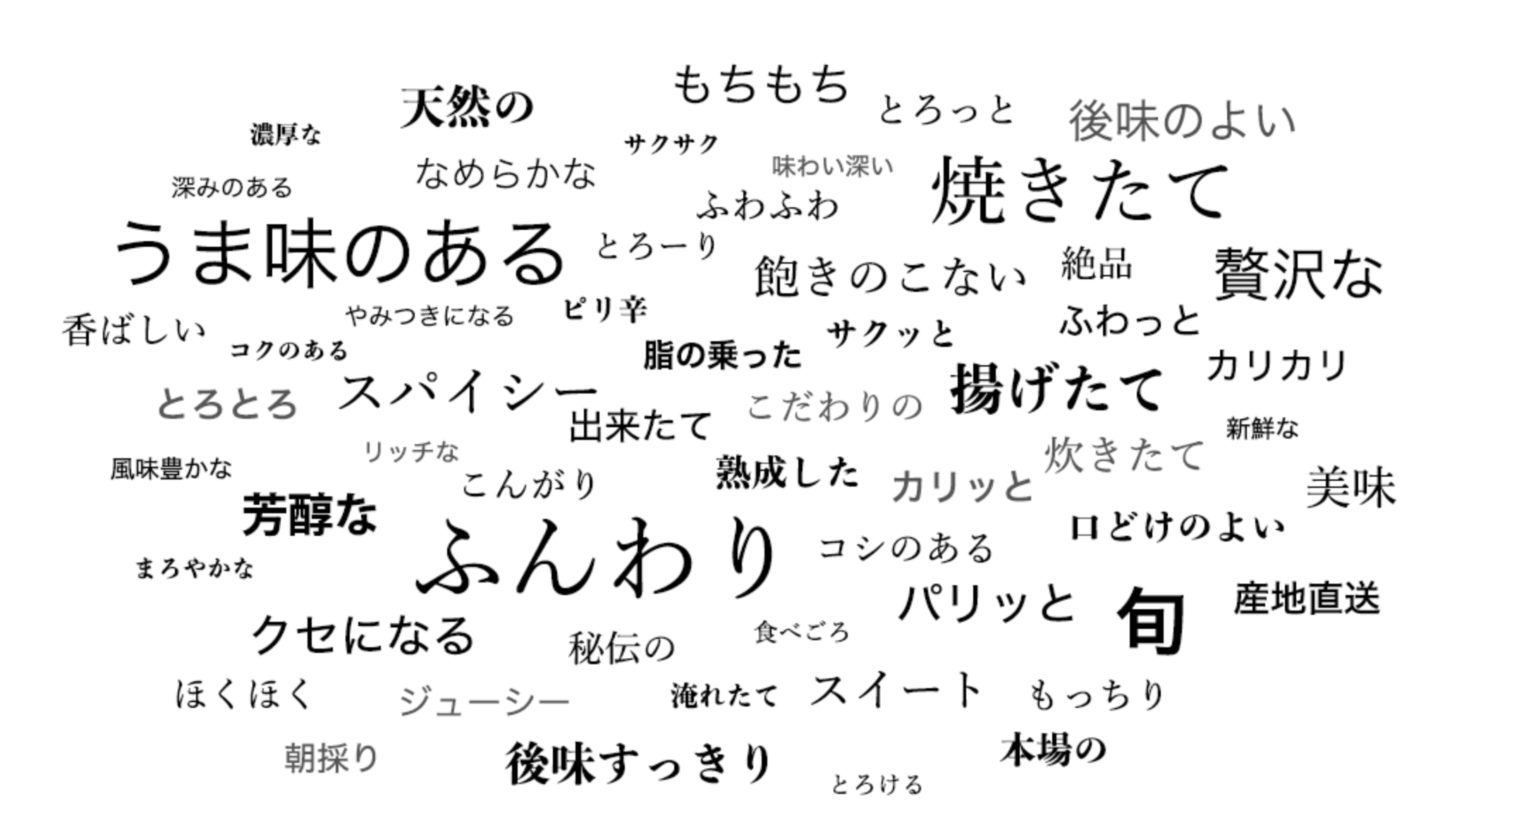 もちもち
天然の
とろっと
後味のよい
濃厚な
サクサク
なめらかな
味わい深い
焼きたて
深みのある
ふわふわ
うま味のある
とろーり
飽きのこない
絶品
贅沢な
やみつきになる
ピリ辛
香ばしい
ふわっと
サクッと
コクのある
脂の乗った
カリカリ
スパイシー
揚げたて
とろとろ
こだわりの
出来たて
新鮮な
リッチな
炊きたて
風味豊かな
こんがり
熟成した
カリッと
美味
芳醇な
口どけのよい
ふんわり
コシのある
まろやかな
パリッと
旬
産地直送
クセになる
秘伝の
食べごろ
ほくほく
ジューシー
淹れたて
スイート
もっちり
朝採り
後味すっきり
本場の
とろける